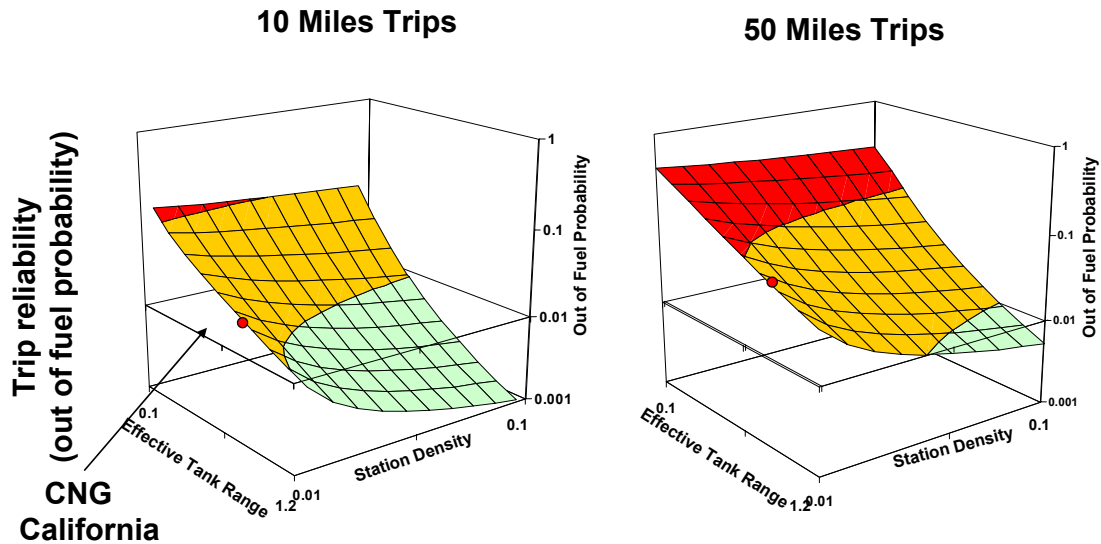 10 Miles Trips
50 Miles Trips
Trip reliability
(out of fuel probability)
1
0.1
0.01
0.001
Out of Fuel Probability
0.1
Effective Tank Range
1.2
0.01
Station Density
0.1
CNG
California
1
0.1
0.01
0.001
Out of Fuel Probability
0.1
Effective Tank Range
1.2
0.01
Station Density
0.1